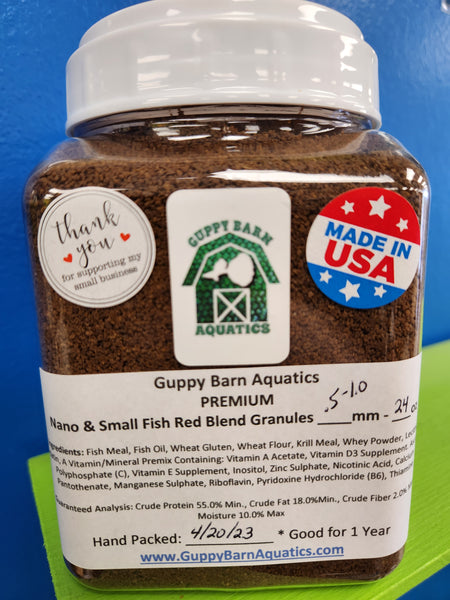 thank
you
for supporting my
small business
GUPPY BARN
AQUATICS
MADE IN
USA
Guppy Barn Aquatics
PREMIUM
Nano & Small Fish Red Blend Granules .5-1.0 mm - 24 oz
Ingredients: Fish Meal, Fish Oil, Wheat Gluten, Wheat Flour, Krill Meal, Whey Powder,
A Vitamin/Mineral Premix Containing: Vitamin A Acetate, Vitamin D3 Supplement,
Polyphosphate (C), Vitamin E Supplement, Inositol, Zinc Sulphate, Nicotinic Acid, Calcium
Pantothenate, Manganese Sulphate, Riboflavin, Pyridoxine Hydrochloride (B6),
Guaranteed Analysis: Crude Protein 55.0% Min., Crude Fat 18.0%Min., Crude Fiber 2.0%
Moisture 10.0% Max
Hand Packed: 4/20/23 * Good for 1 Year
www.GuppyBarnAquatics.com